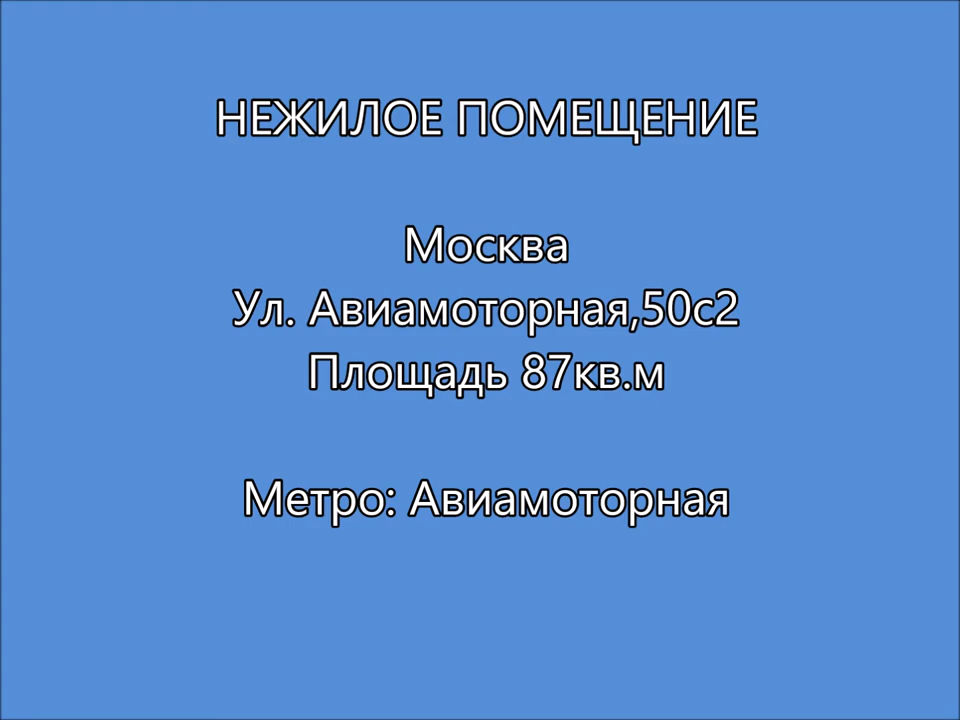 НЕЖИЛОЕ ПОМЕЩЕНИЕ
Москва
Ул. Авиамоторная,50с2
Площадь 87кв.м
Метро: Авиамоторная